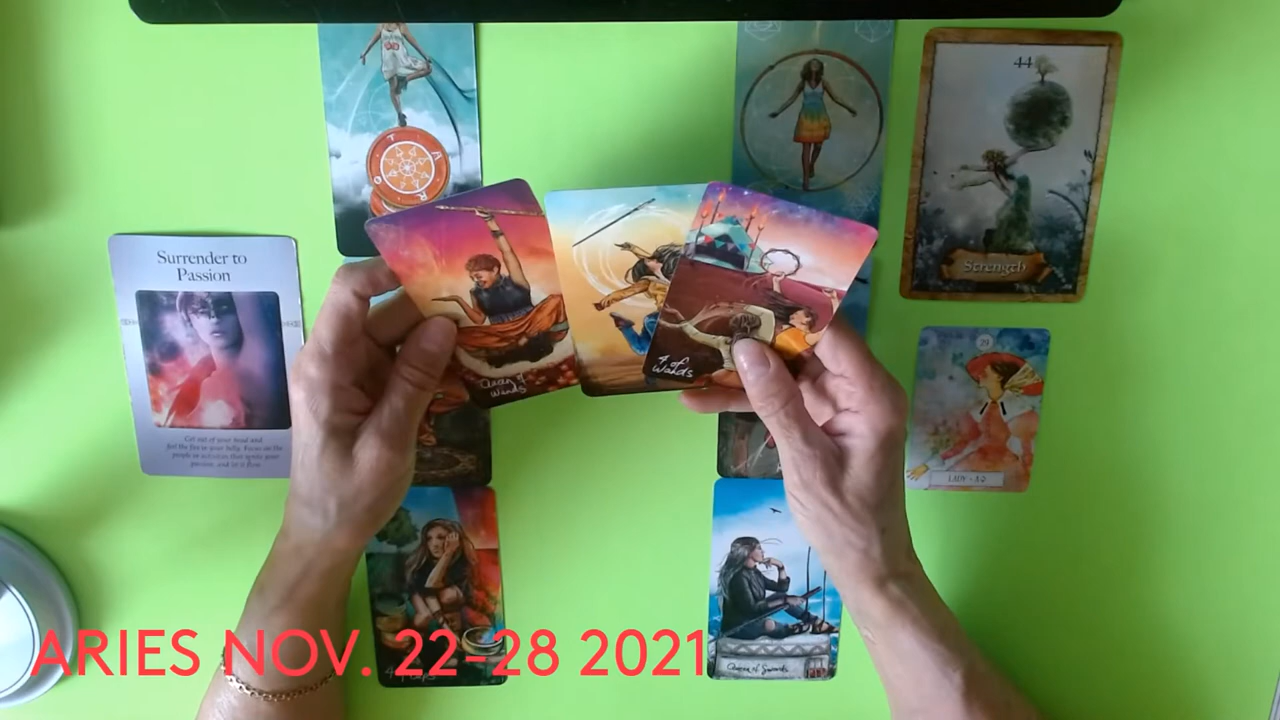 44
Strength
Surrender to
Passion
Get out of your head and
feel the fire in your belly. Focus on the
people or activities that ignite your
passion, and let it flow.
Queen of
Wands
4 of
Wands
29
LADY - A♀
Queen of Swords
ARIES NOV. 22-28 2021